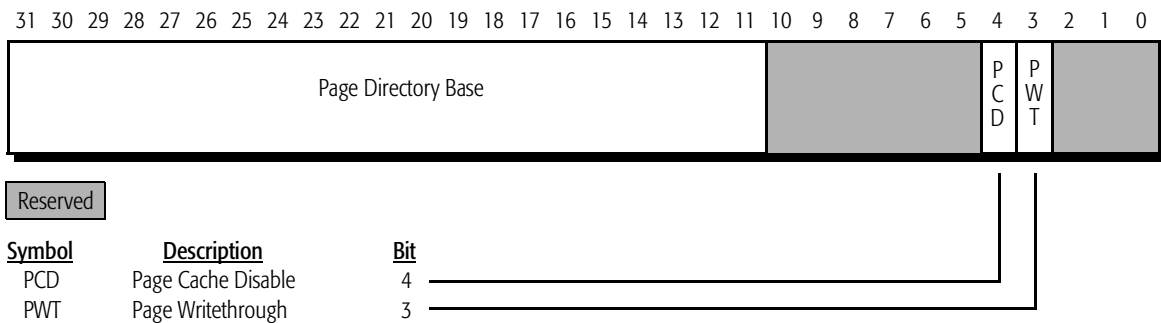 31 30 29 28 27 26 25 24 23 22 21 20 19 18 17 16 15 14 13 12 11 10 9 8 7 6 5 4 3 2 1 0
Page Directory Base
P
C
D
P
W
T
Reserved
Symbol Description Bit
PCD Page Cache Disable 4
PWT Page Writethrough 3